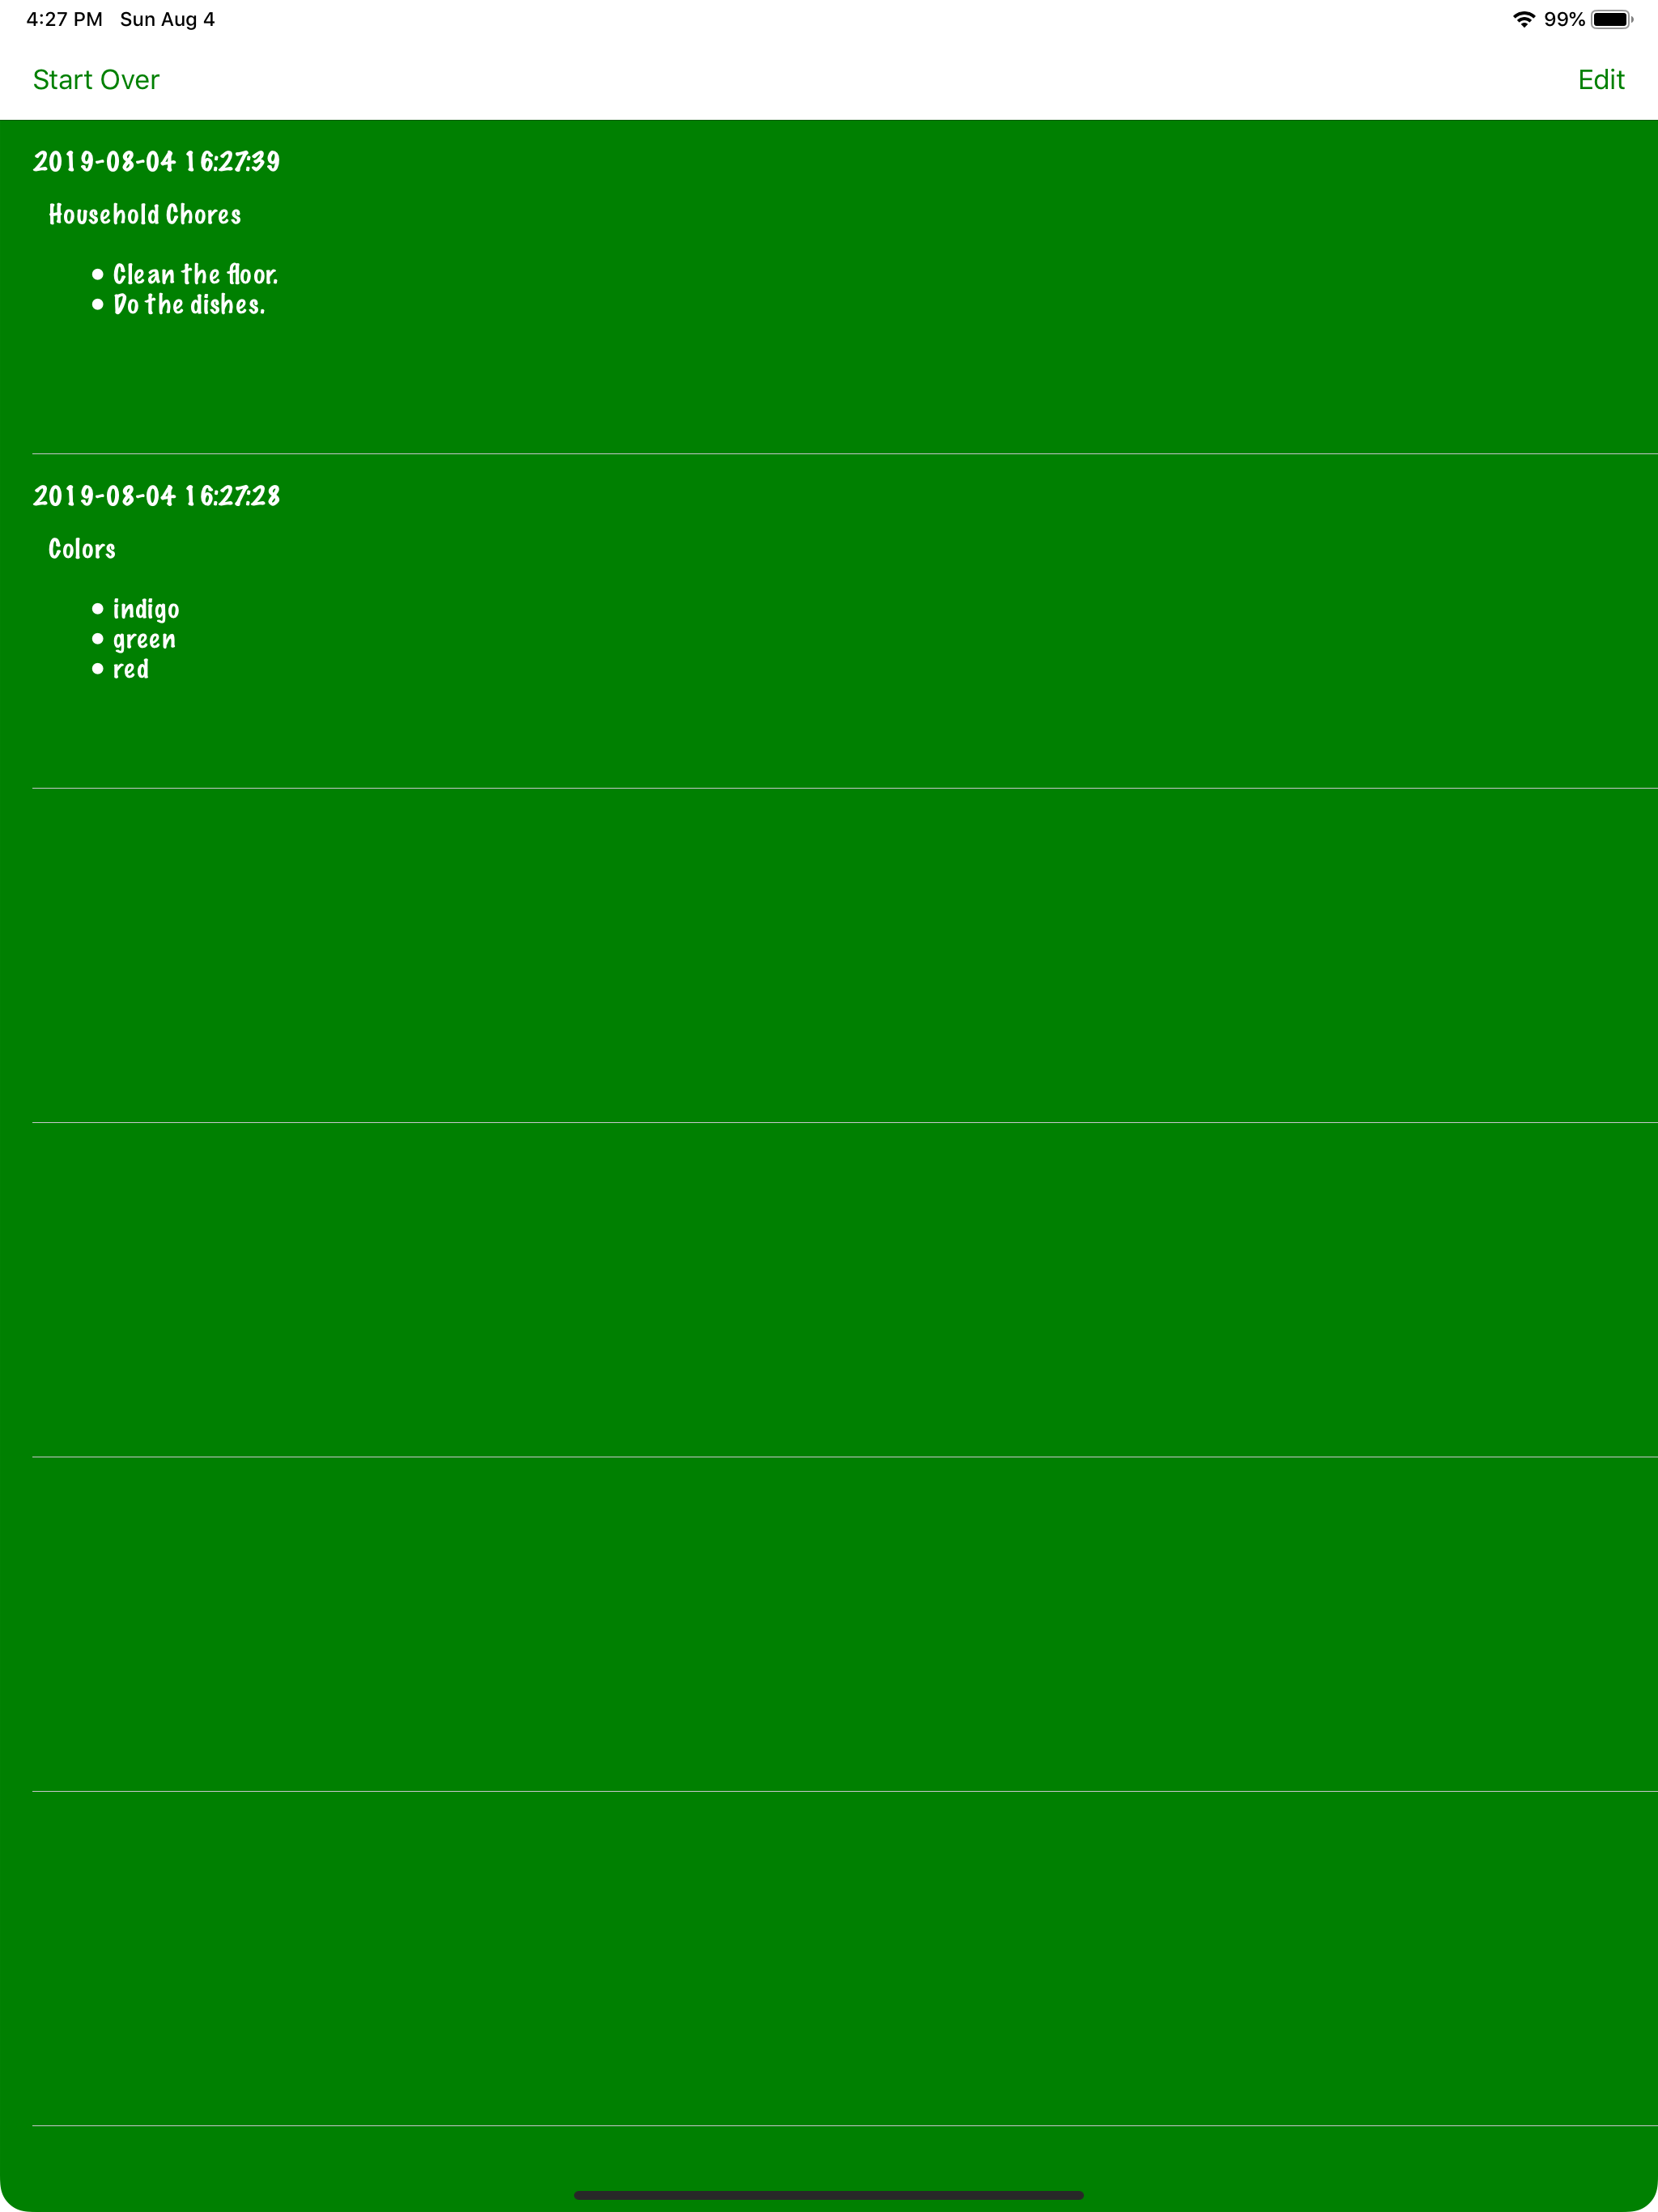 4:27 PM Sun Aug 4 99%
Start Over Edit
2019-08-04 16:27:39
Household Chores
• Clean the floor.
• Do the dishes.
2019-08-04 16:27:28
Colors
• indigo
• green
• red